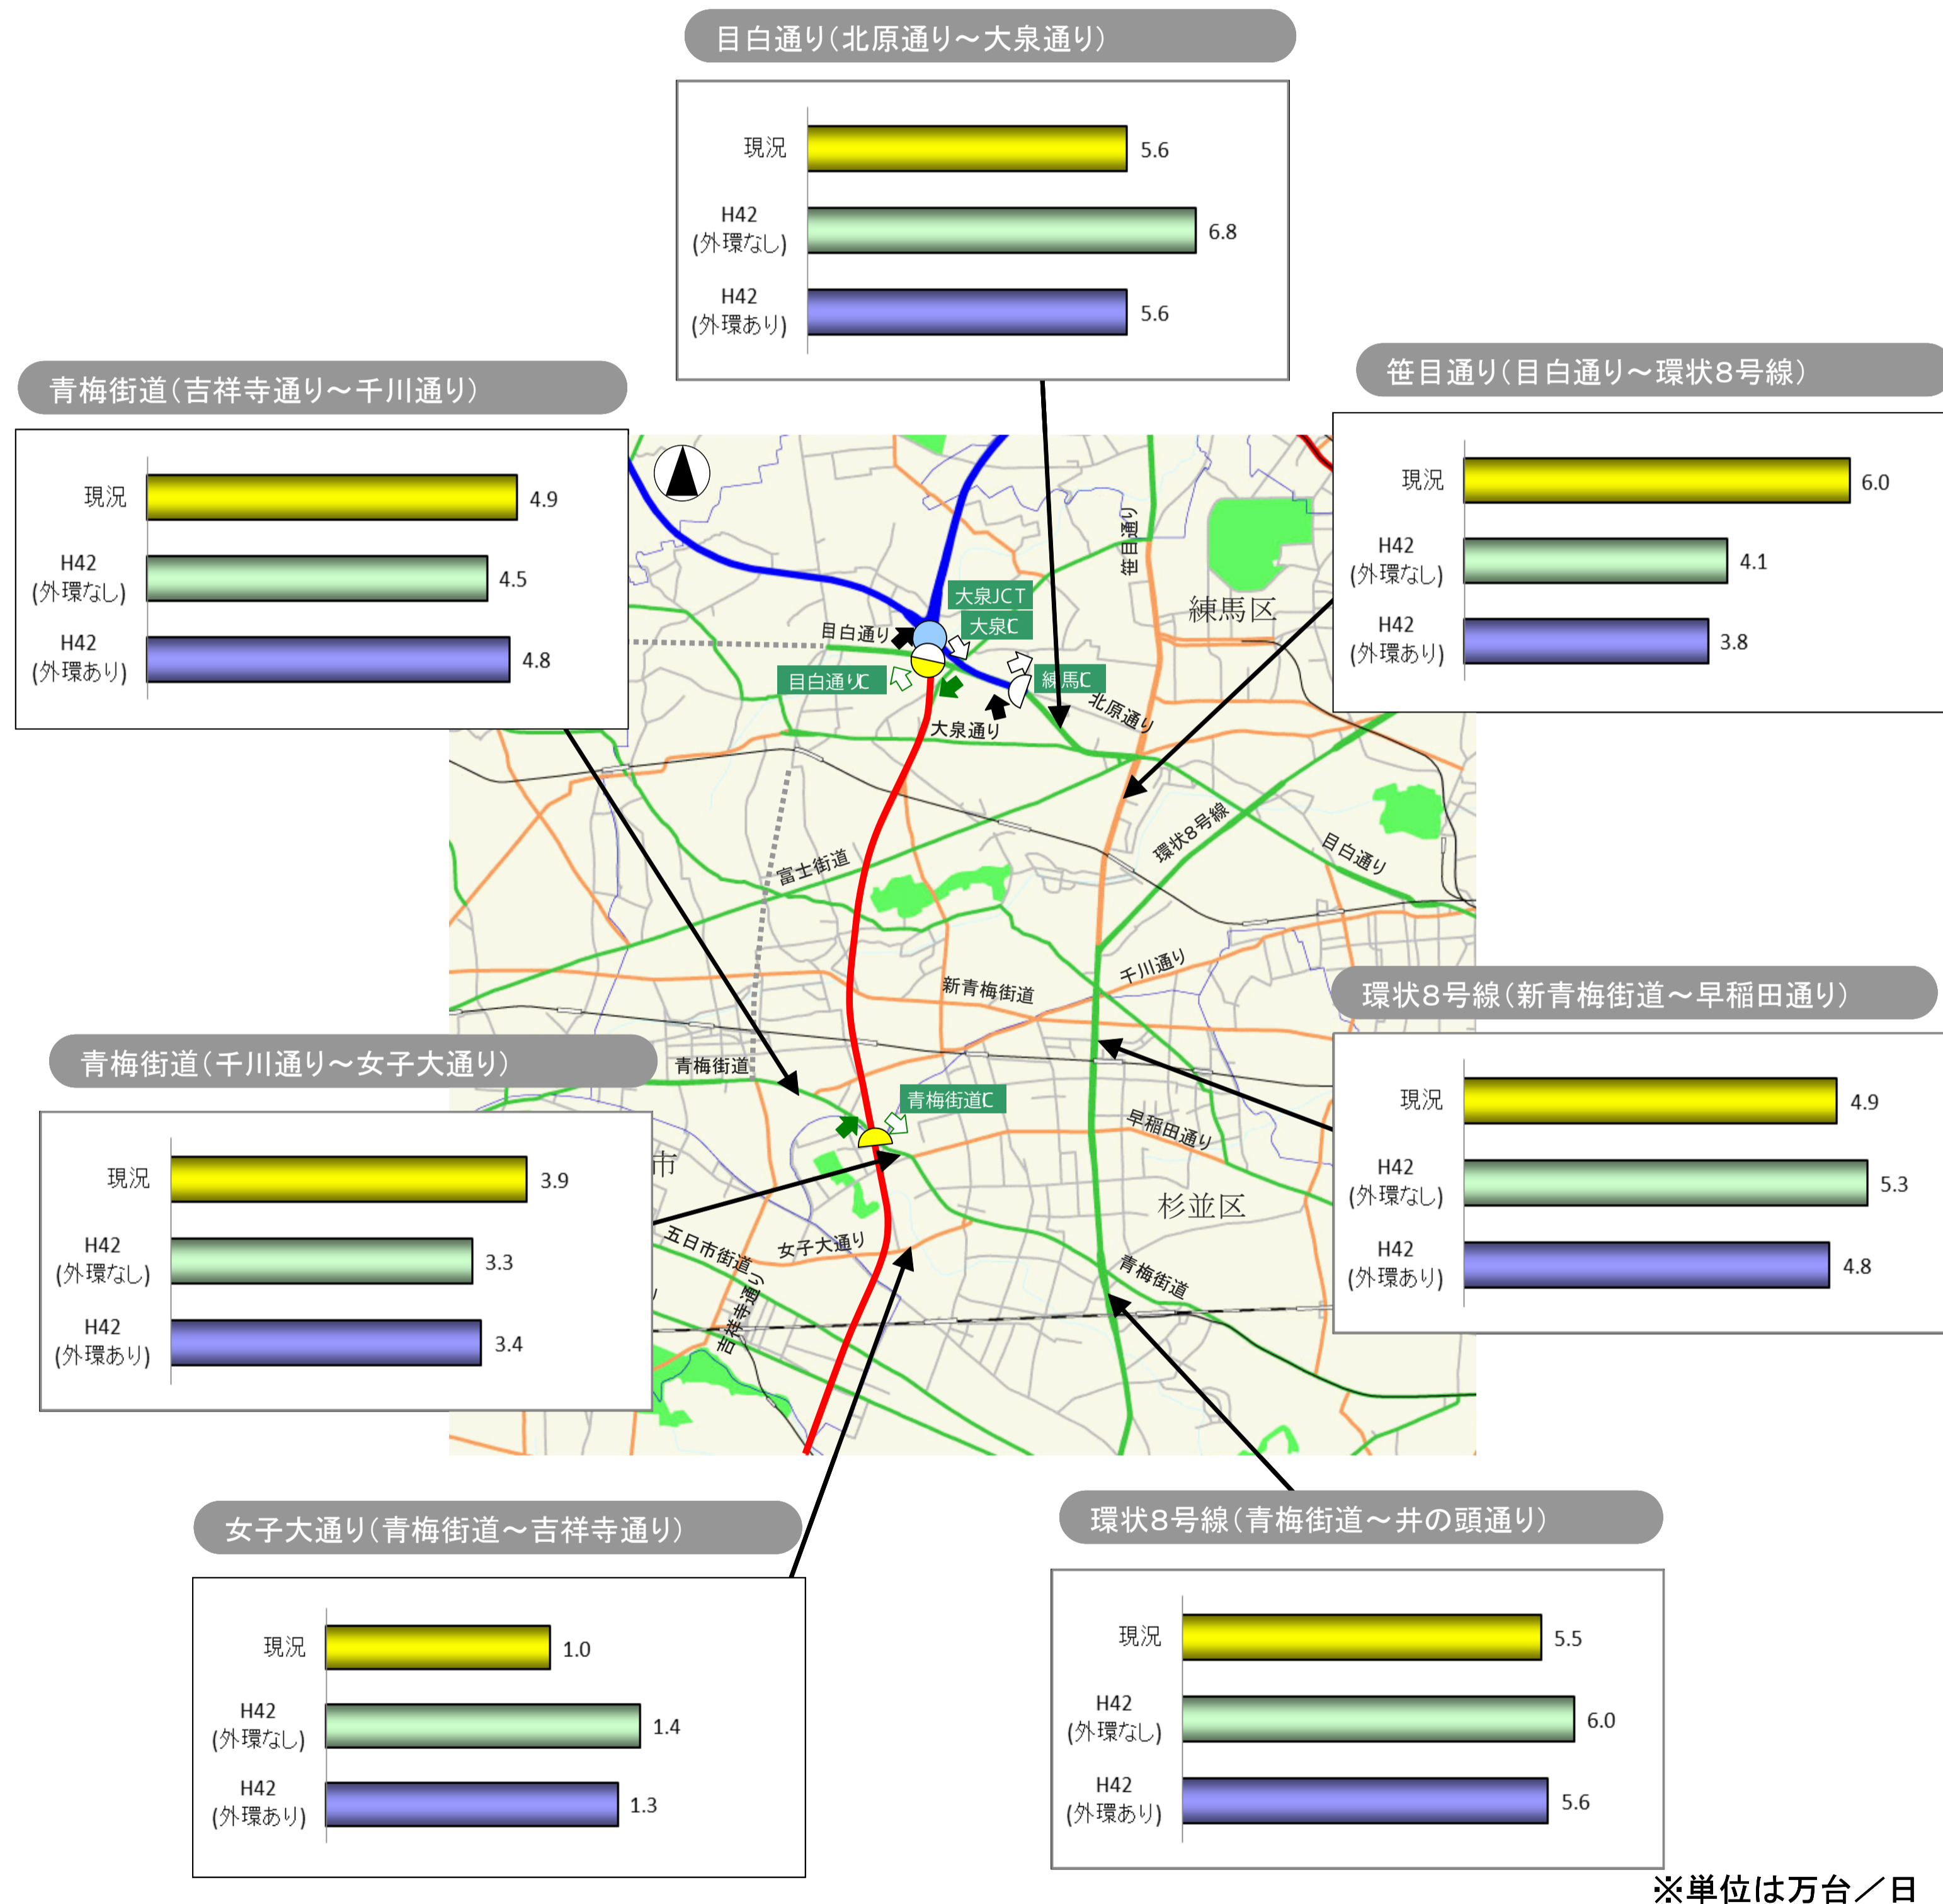 目白通り(北原通り～大泉通り)
現況
5.6
H42
(外環なし)
6.8
H42
(外環あり)
5.6
青梅街道(吉祥寺通り～千川通り)
現況
4.9
H42
(外環なし)
4.5
H42
(外環あり)
4.8
笹目通り(目白通り～環状8号線)
現況
6.0
H42
(外環なし)
4.1
H42
(外環あり)
3.8
笹目通り
大泉JCT
大泉IC
練馬区
目白通り
目白通りIC
練馬IC
北原通り
大泉通り
環状8号線
目白通り
富士街道
千川通り
新青梅街道
青梅街道
青梅街道IC
早稲田通り
市
杉並区
女子大通り
五日市街道
吉祥寺通り
青梅街道
り
環状8号線(新青梅街道～早稲田通り)
現況
4.9
H42
(外環なし)
5.3
H42
(外環あり)
4.8
青梅街道(千川通り～女子大通り)
現況
3.9
H42
(外環なし)
3.3
H42
(外環あり)
3.4
女子大通り(青梅街道～吉祥寺通り)
現況
1.0
H42
(外環なし)
1.4
H42
(外環あり)
1.3
環状8号線(青梅街道～井の頭通り)
現況
5.5
H42
(外環なし)
6.0
H42
(外環あり)
5.6
※単位は万台／日